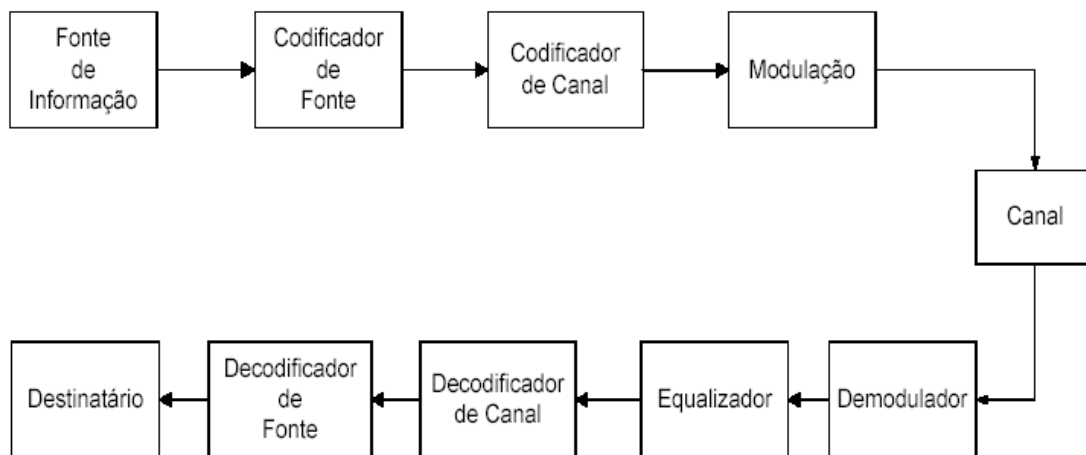 Fonte
de
Informação
Codificador
de
Fonte
Codificador
de Canal
Modulação
Canal
Destinatário
Decodificador
de
Fonte
Decodificador
de Canal
Equalizador
Demodulador